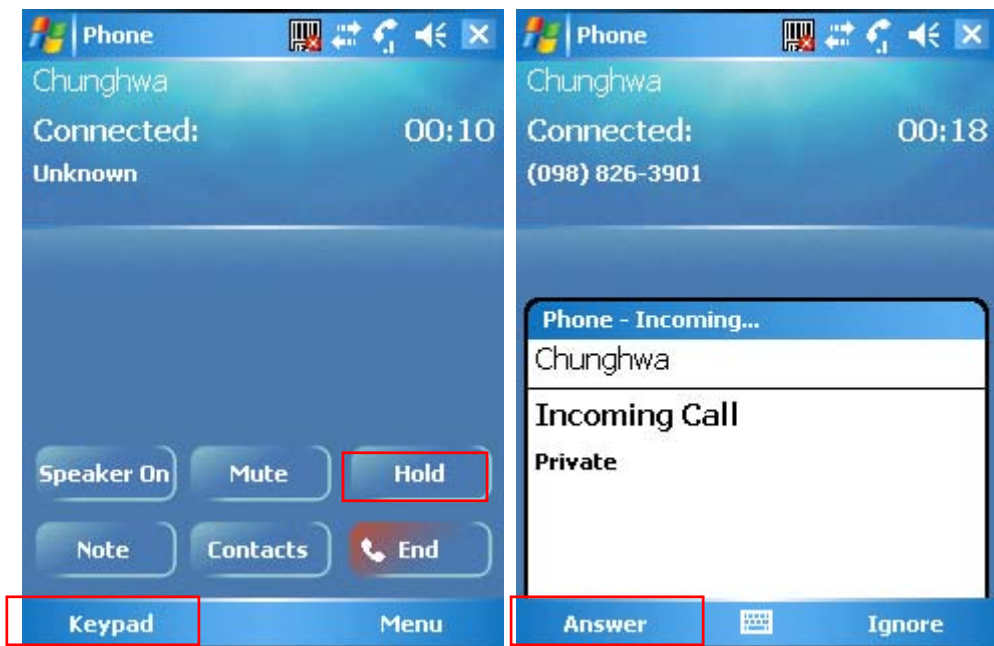 Phone
Chunghwa
Connected: 00:10
Unknown
Speaker On Mute Hold
Note Contacts End
Keypad Menu
Phone
Chunghwa
Connected: 00:18
(098) 826-3901
Phone - Incoming...
Chunghwa
Incoming Call
Private
Answer Ignore